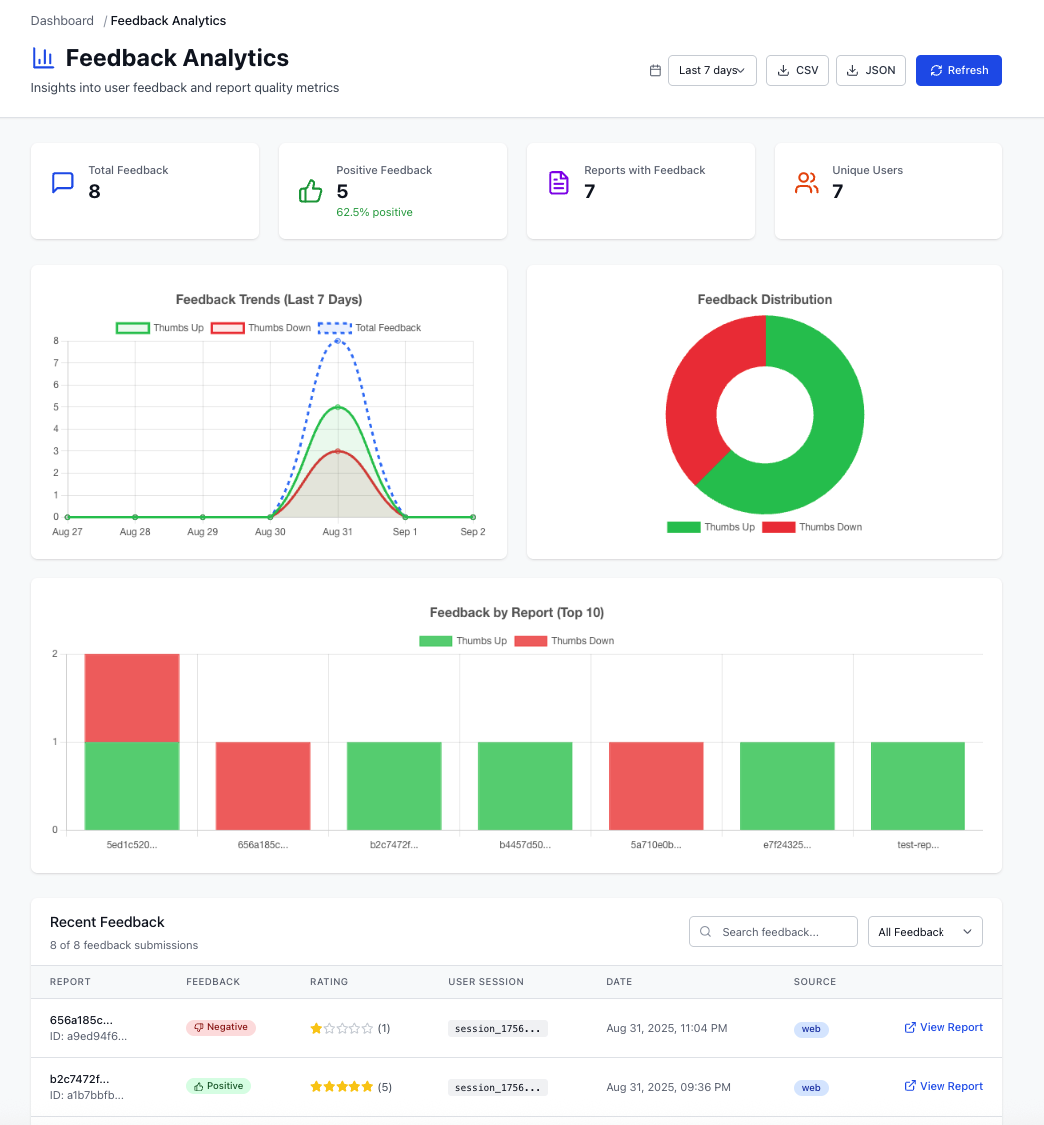 Dashboard / Feedback Analytics
Feedback Analytics
Insights into user feedback and report quality metrics
Last 7 days
CSV
JSON
Refresh
Total Feedback
8
Positive Feedback
5
62.5% positive
Reports with Feedback
7
Unique Users
7
Feedback Trends (Last 7 Days)
Thumbs Up Thumbs Down Total Feedback
8
7
6
5
4
3
2
1
0
Aug 27 Aug 28 Aug 29 Aug 30 Aug 31 Sep 1 Sep 2
Feedback Distribution
Thumbs Up Thumbs Down
Feedback by Report (Top 10)
Thumbs Up Thumbs Down
2
1
0
5ed1c520... 656a185c... b2c7472f... b4457d50... 5a710e0b... e7f24325... test-rep...
Recent Feedback
8 of 8 feedback submissions
Search feedback...
All Feedback
REPORT FEEDBACK RATING USER SESSION DATE SOURCE
656a185c...
ID: a9ed94f6...
Negative
(1)
session_1756...
Aug 31, 2025, 11:04 PM
web
View Report
b2c7472f...
ID: a1b7bbfb...
Positive
(5)
session_1756...
Aug 31, 2025, 09:36 PM
web
View Report